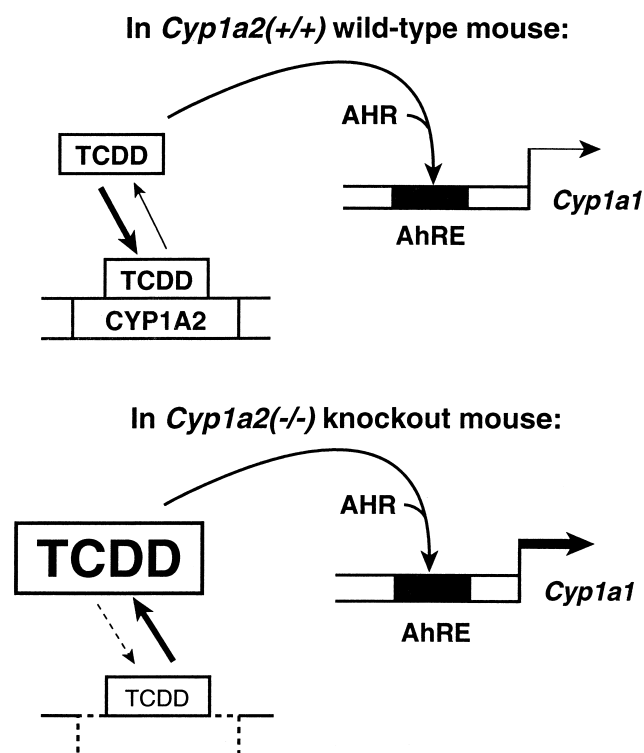 In Cyp1a2(+/+) wild-type mouse:
AHR
TCDD
Cyp1a1
AhRE
TCDD
CYP1A2
In Cyp1a2(-/-) knockout mouse:
AHR
TCDD
Cyp1a1
AhRE
TCDD